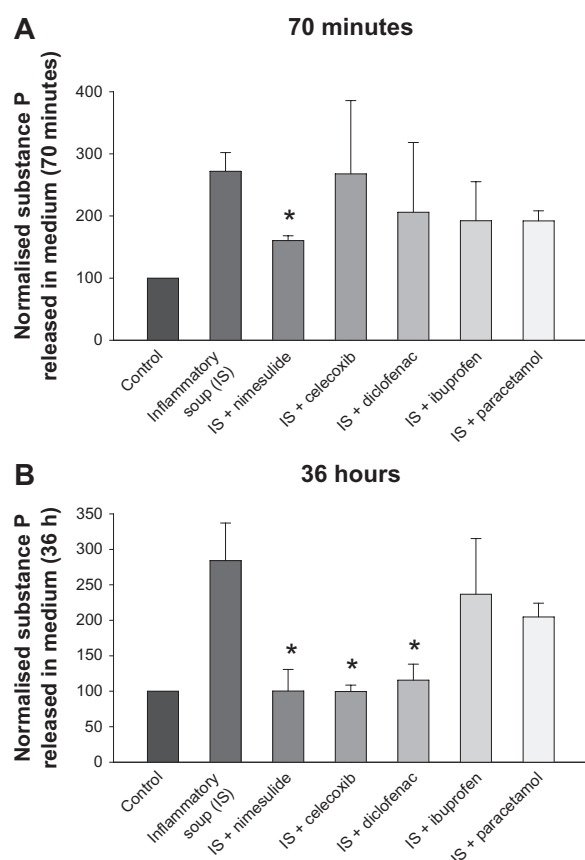 A
70 minutes
Normalised substance P
released in medium (70 minutes)
400
300
200
100
0
*
Control
Inflammatory
soup (IS)
IS + nimesulide
IS + celecoxib
IS + diclofenac
IS + ibuprofen
IS + paracetamol
B
36 hours
Normalised substance P
released in medium (36 h)
350
300
250
200
150
100
50
0
*
*
*
Control
Inflammatory
soup (IS)
IS + nimesulide
IS + celecoxib
IS + diclofenac
IS + ibuprofen
IS + paracetamol